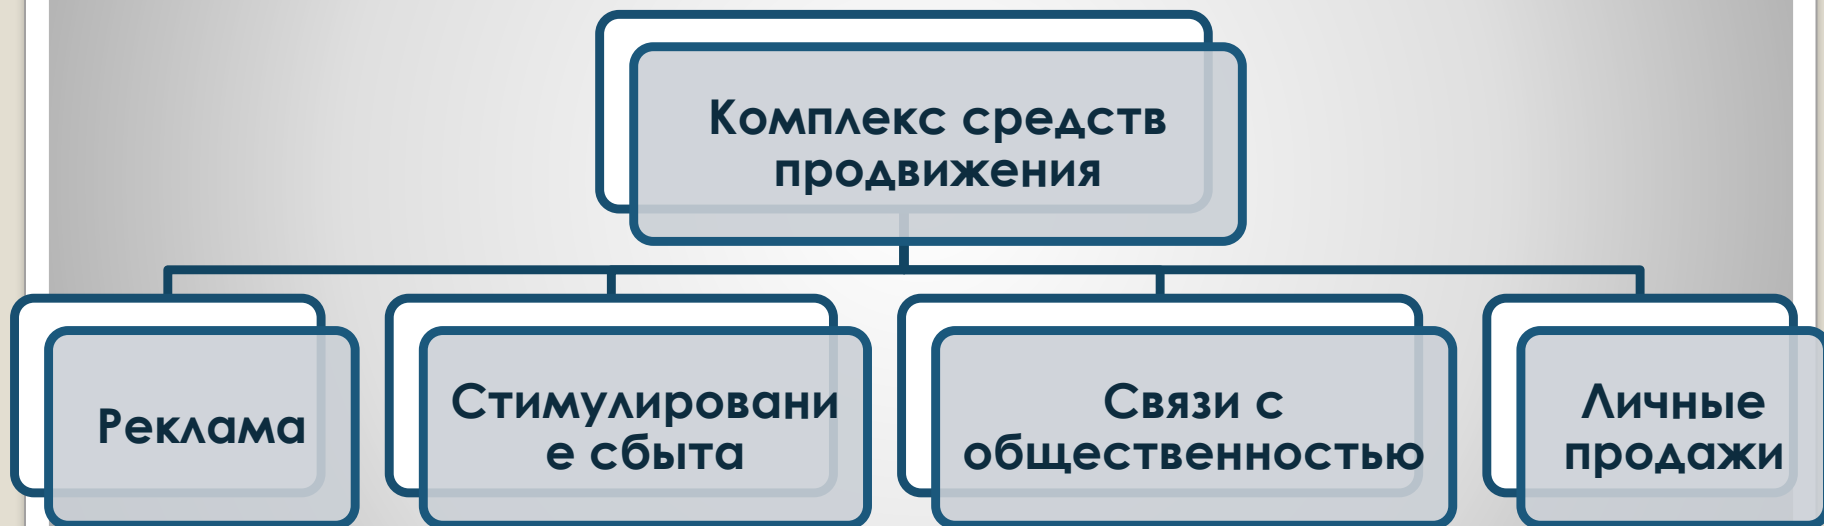 Комплекс средств
продвижения
Реклама
Стимулировани
е сбыта
Связи с
общественностью
Личные
продажи